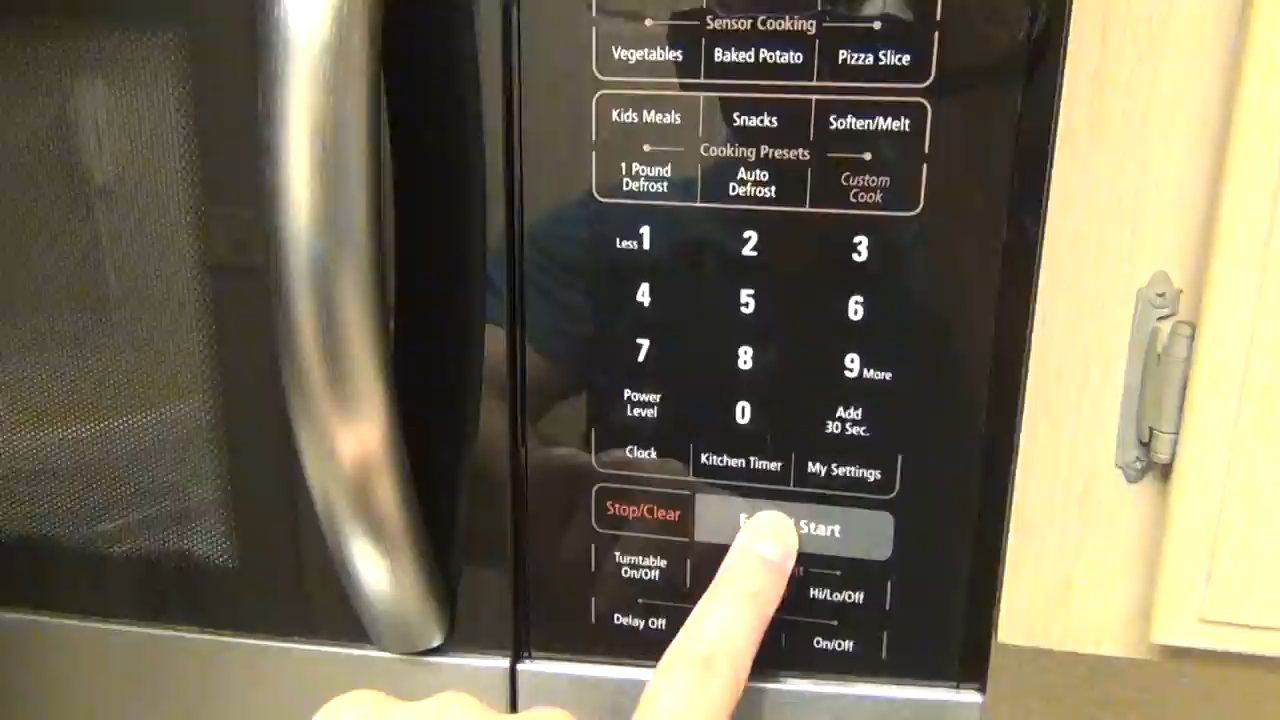 Sensor Cooking
Vegetables Baked Potato Pizza Slice
Kids Meals Snacks Soften/Melt
Cooking Presets
1 Pound Defrost Auto Defrost Custom Cook
Less 1 2 3
4 5 6
7 8 9 More
Power Level 0 Add 30 Sec.
Clock Kitchen Timer My Settings
Stop/Clear Start
Turntable On/Off Hi/Lo/Off
Delay Off On/Off